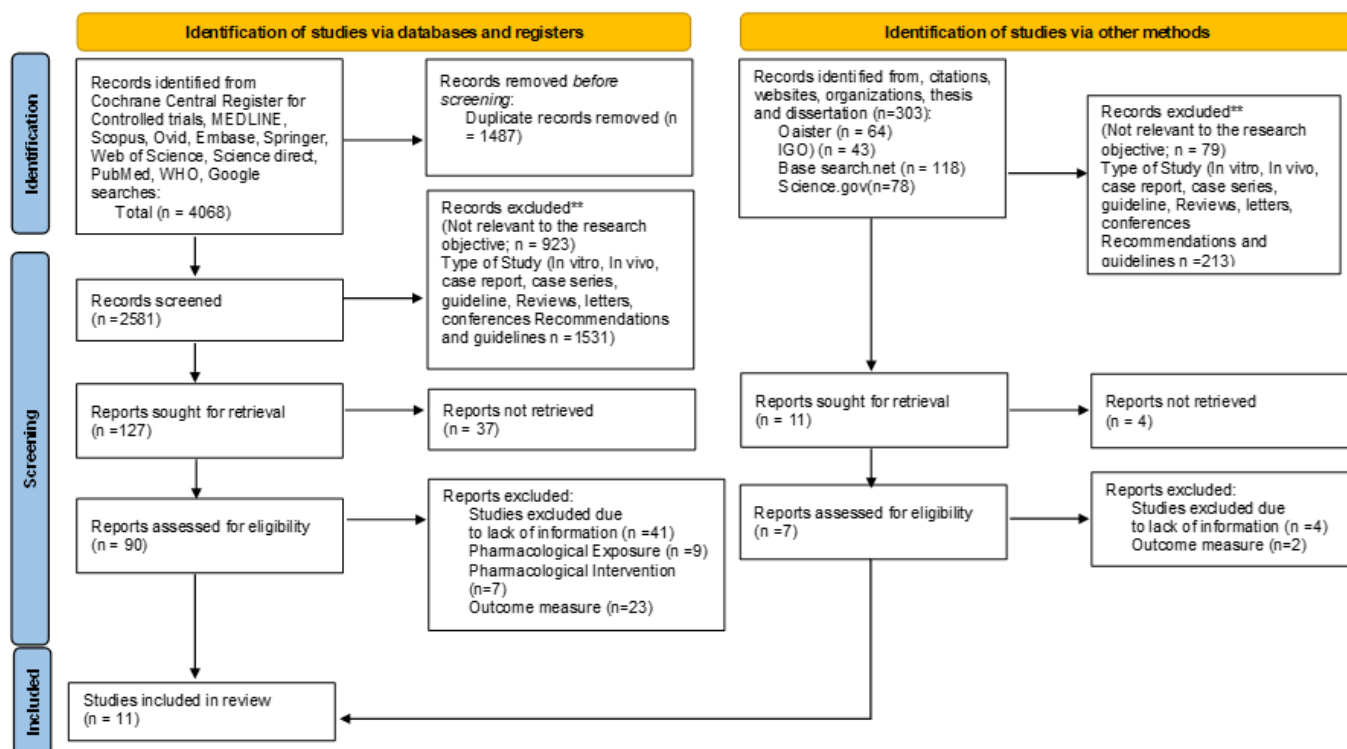 Identification of studies via databases and registers
Identification of studies via other methods
Identification
Records identified from
Cochrane Central Register for
Controlled trials, MEDLINE,
Scopus, Ovid, Embase, Springer,
Web of Science, Science direct,
PubMed, WHO, Google
searches:
Total (n = 4068)
Records removed before
screening:
Duplicate records removed (n
= 1487)
Records identified from, citations,
websites, organizations, thesis
and dissertation (n=303):
Oaister (n = 64)
IGO) (n = 43)
Base search.net (n = 118)
Science.gov(n=78)
Records excluded**
(Not relevant to the research
objective; n = 79)
Type of Study (In vitro, In vivo,
case report, case series,
guideline, Reviews, letters,
conferences
Recommendations and
guidelines n =213)
Records excluded**
(Not relevant to the research
objective; n = 923)
Type of Study (In vitro, In vivo,
case report, case series,
guideline, Reviews, letters,
conferences Recommendations
and guidelines n =1531)
Screening
Records screened
(n =2581)
Reports sought for retrieval
(n =127)
Reports not retrieved
(n = 37)
Reports sought for retrieval
(n = 11)
Reports not retrieved
(n = 4)
Reports assessed for eligibility
(n = 90)
Reports excluded:
Studies excluded due
to lack of information (n =41)
Pharmacological Exposure (n =9)
Pharmacological Intervention
(n=7)
Outcome measure (n=23)
Reports assessed for eligibility
(n =7)
Reports excluded:
Studies excluded due
to lack of information (n =4)
Outcome measure (n=2)
Included
Studies included in review
(n = 11)